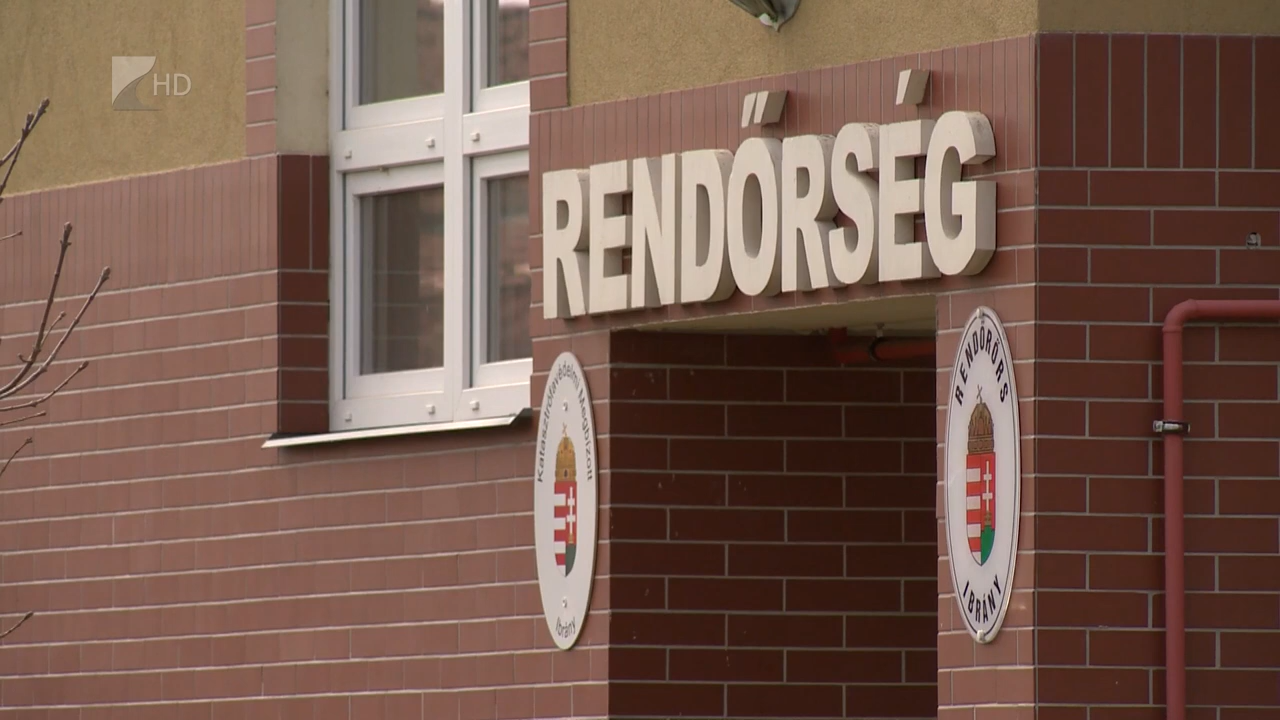 HD
RENDŐRSÉG
Katasztrófavédelmi Megbízott
Ibrány
RENDŐRŐRS
IBRÁNY